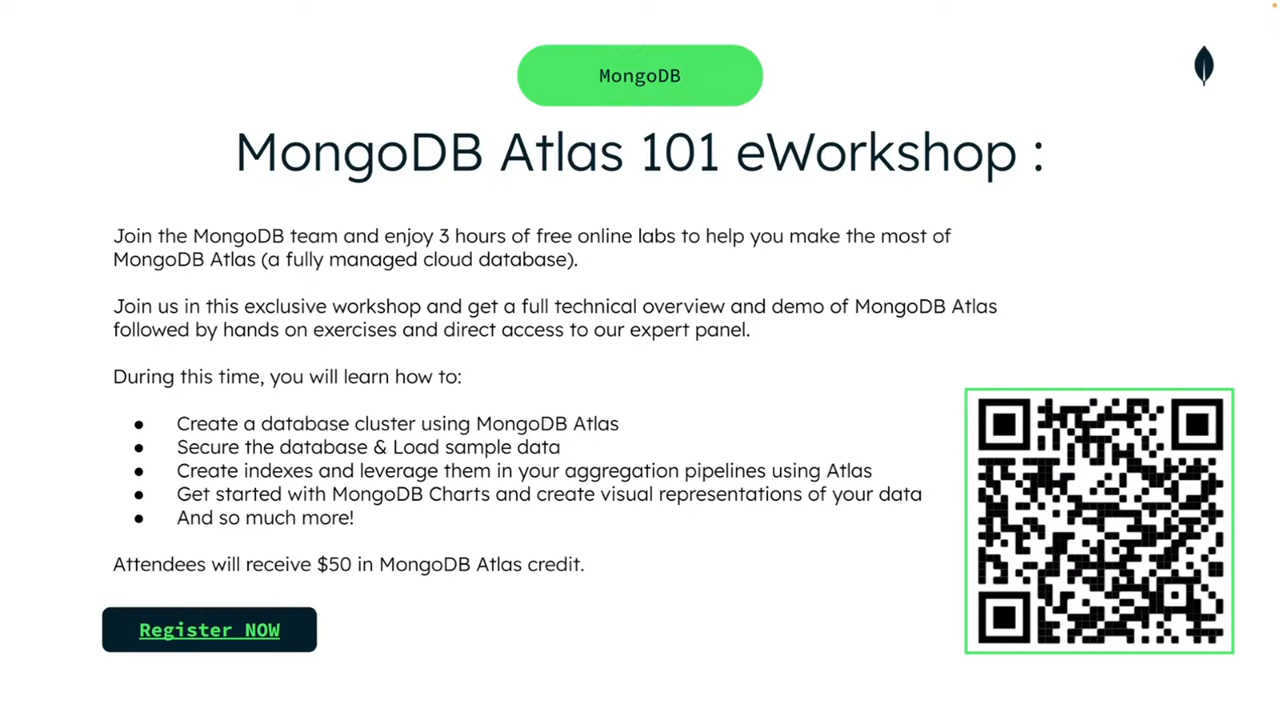 MongoDB
MongoDB Atlas 101 eWorkshop :
Join the MongoDB team and enjoy 3 hours of free online labs to help you make the most of
MongoDB Atlas (a fully managed cloud database).
Join us in this exclusive workshop and get a full technical overview and demo of MongoDB Atlas
followed by hands on exercises and direct access to our expert panel.
During this time, you will learn how to:
● Create a database cluster using MongoDB Atlas
● Secure the database & Load sample data
● Create indexes and leverage them in your aggregation pipelines using Atlas
● Get started with MongoDB Charts and create visual representations of your data
● And so much more!
Attendees will receive $50 in MongoDB Atlas credit.
Register NOW